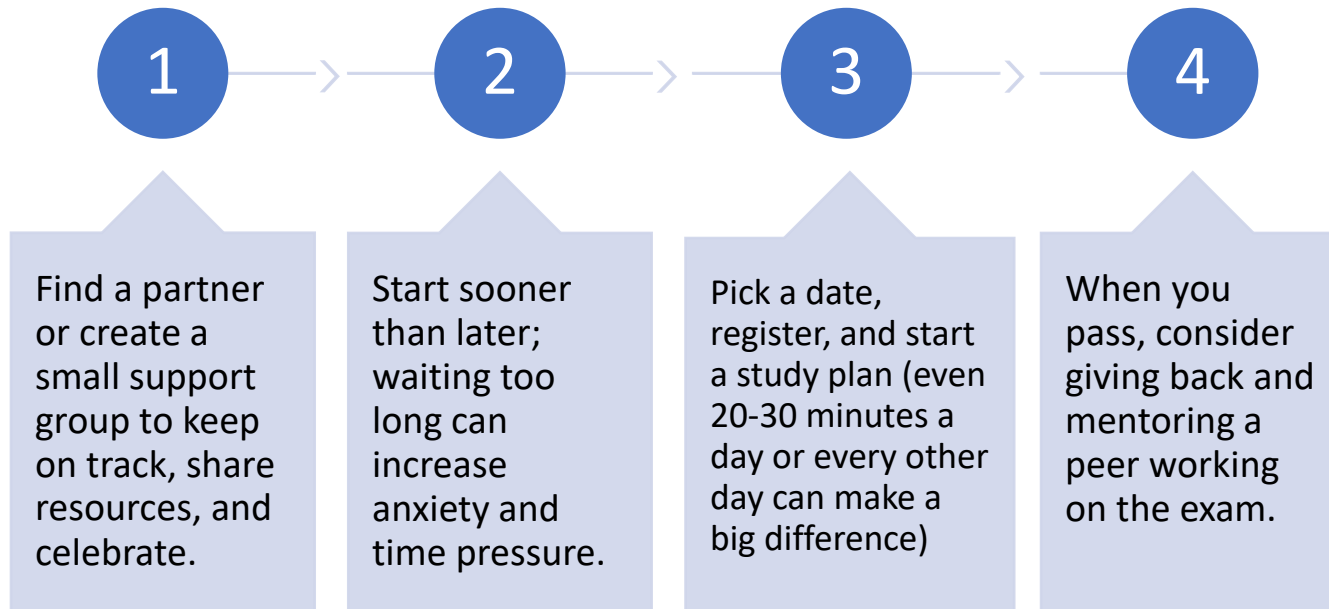 1
2
3
4
Find a partner
or create a
small support
group to keep
on track, share
resources, and
celebrate.
Start sooner
than later;
waiting too
long can
increase
anxiety and
time pressure.
Pick a date,
register, and start
a study plan (even
20-30 minutes a
day or every other
day can make a
big difference)
When you
pass, consider
giving back and
mentoring a
peer working
on the exam.